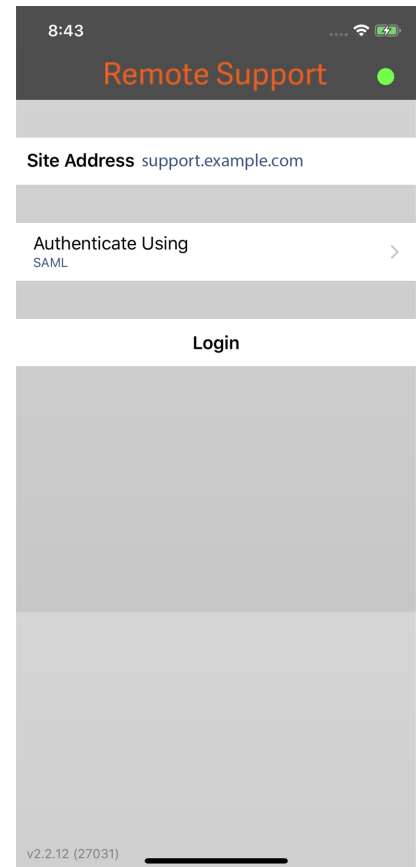 8:43
Remote Support
Site Address support.example.com
Authenticate Using
SAML
Login
v2.2.12 (27031)